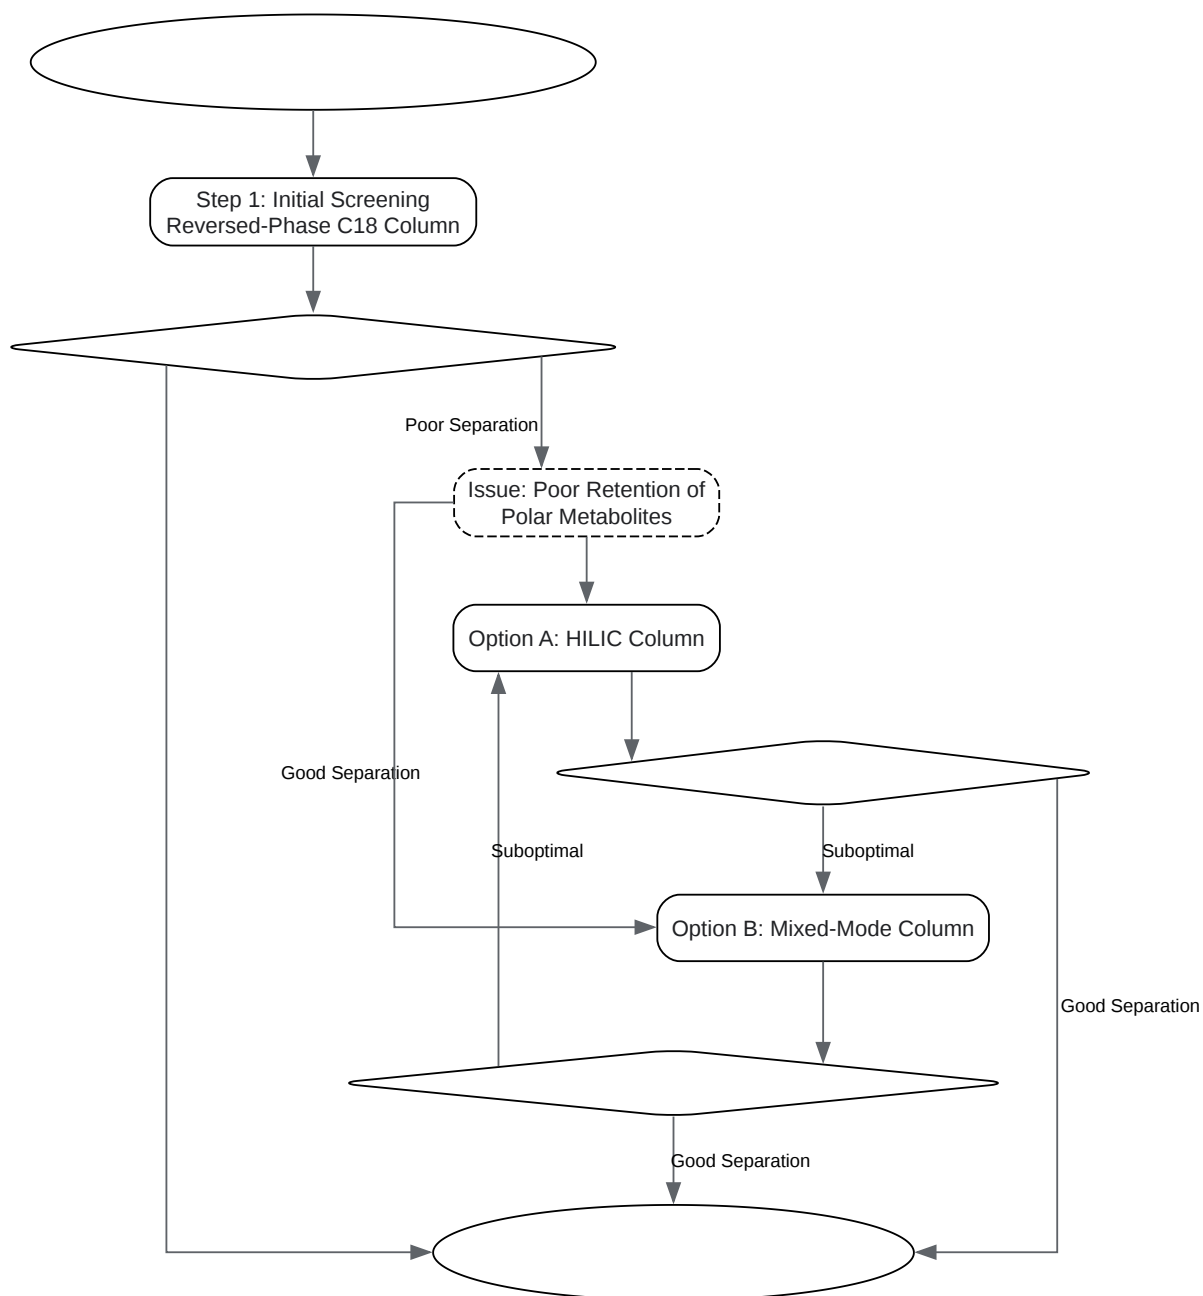 Step 1: Initial Screening
Reversed-Phase C18 Column
Poor Separation
Issue: Poor Retention of
Polar Metabolites
Option A: HILIC Column
Good Separation
Suboptimal
Suboptimal
Option B: Mixed-Mode Column
Good Separation
Good Separation